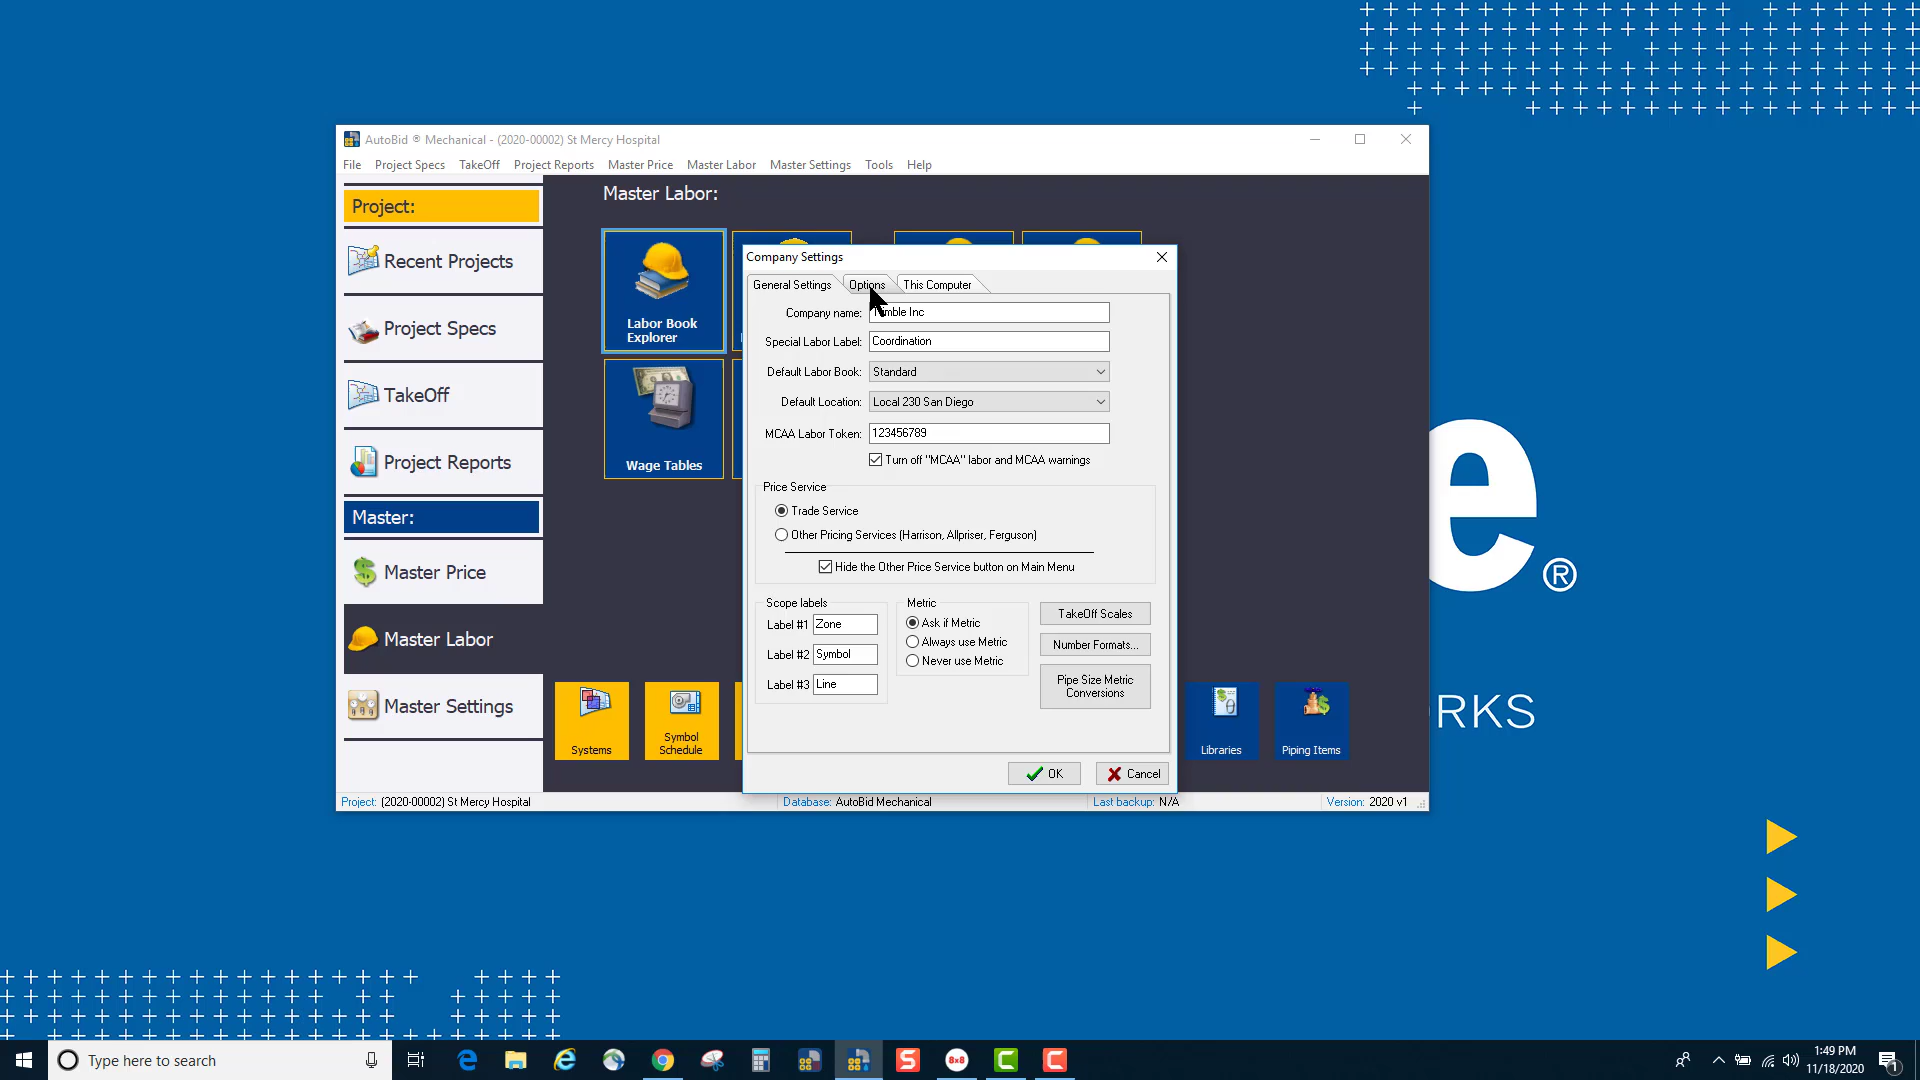 AutoBid ® Mechanical - (2020-00002) St Mercy Hospital
File Project Specs TakeOff Project Reports Master Price Master Labor Master Settings Tools Help
Project:
Recent Projects
Project Specs
TakeOff
Project Reports
Master:
Master Price
Master Labor
Master Settings
Master Labor:
Labor Book
Explorer
Wage Tables
Systems
Symbol
Schedule
Libraries
Piping Items
Company Settings
General Settings Options This Computer
Company name:
Inc
Special Labor Label: Coordination
Default Labor Book: Standard
Default Location: Local 230 San Diego
MCAA Labor Token: 123456789
Turn off "MCAA" labor and MCAA warnings
Price Service
Trade Service
Other Pricing Services (Harrison, Allpriser, Ferguson)
Hide the Other Price Service button on Main Menu
Scope labels
Label #1 Zone
Label #2 Symbol
Label #3 Line
Metric
Ask if Metric
Always use Metric
Never use Metric
TakeOff Scales
Number Formats...
Pipe Size Metric
Conversions
OK Cancel
Project: (2020-00002) St Mercy Hospital Database: AutoBid Mechanical Last backup: N/A Version: 2020 v1
e®
RKS
Type here to search
8x8
1:49 PM
11/18/2020
1